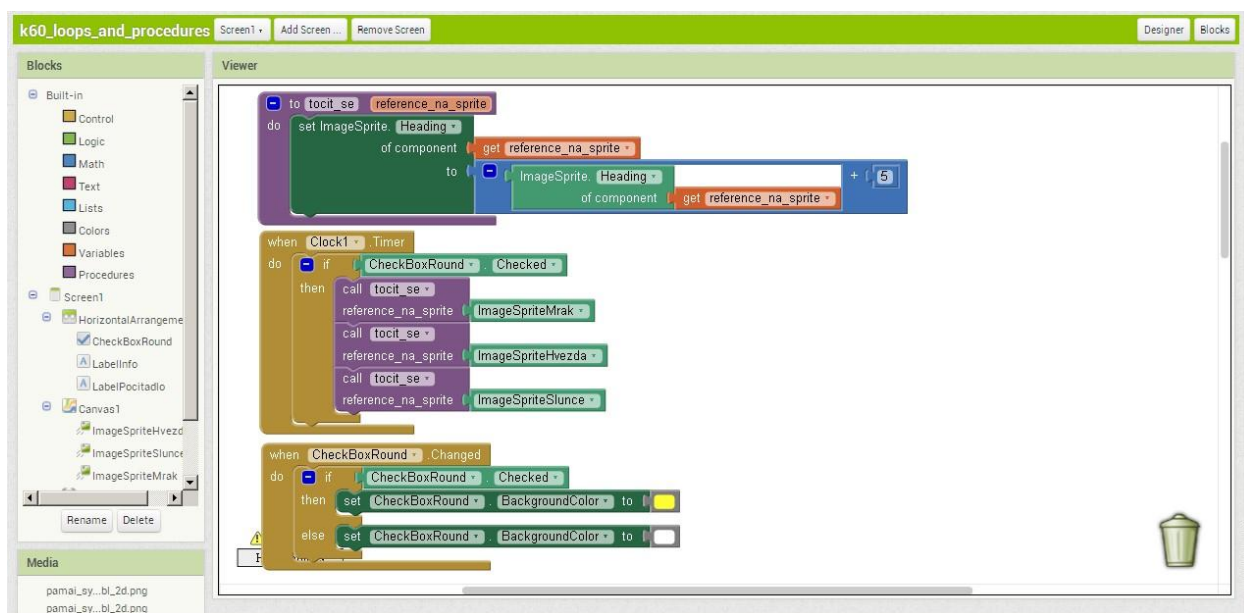 k60_loops_and_procedures Screen1 Add Screen ... Remove Screen Designer Blocks
Blocks
Built-in
Control
Logic
Math
Text
Lists
Colors
Variables
Procedures
Screen1
HorizontalArrangeme
CheckBoxRound
A LabelInfo
A LabelPocitadlo
Canvas1
ImageSpriteHvezd
ImageSpriteSlunce
ImageSpriteMrak
Rename Delete
Media
pamai_sy...bl_2d.png
pamai_sy...bl_2d.png
Viewer
to tocit_se reference_na_sprite
do set ImageSprite. Heading
of component get reference_na_sprite
to ImageSprite. Heading + 5
of component get reference_na_sprite
when Clock1 .Timer
do if CheckBoxRound . Checked
then call tocit_se
reference_na_sprite ImageSpriteMrak
call tocit_se
reference_na_sprite ImageSpriteHvezda
call tocit_se
reference_na_sprite ImageSpriteSlunce
when CheckBoxRound .Changed
do if CheckBoxRound . Checked
then set CheckBoxRound . BackgroundColor to
else set CheckBoxRound . BackgroundColor to